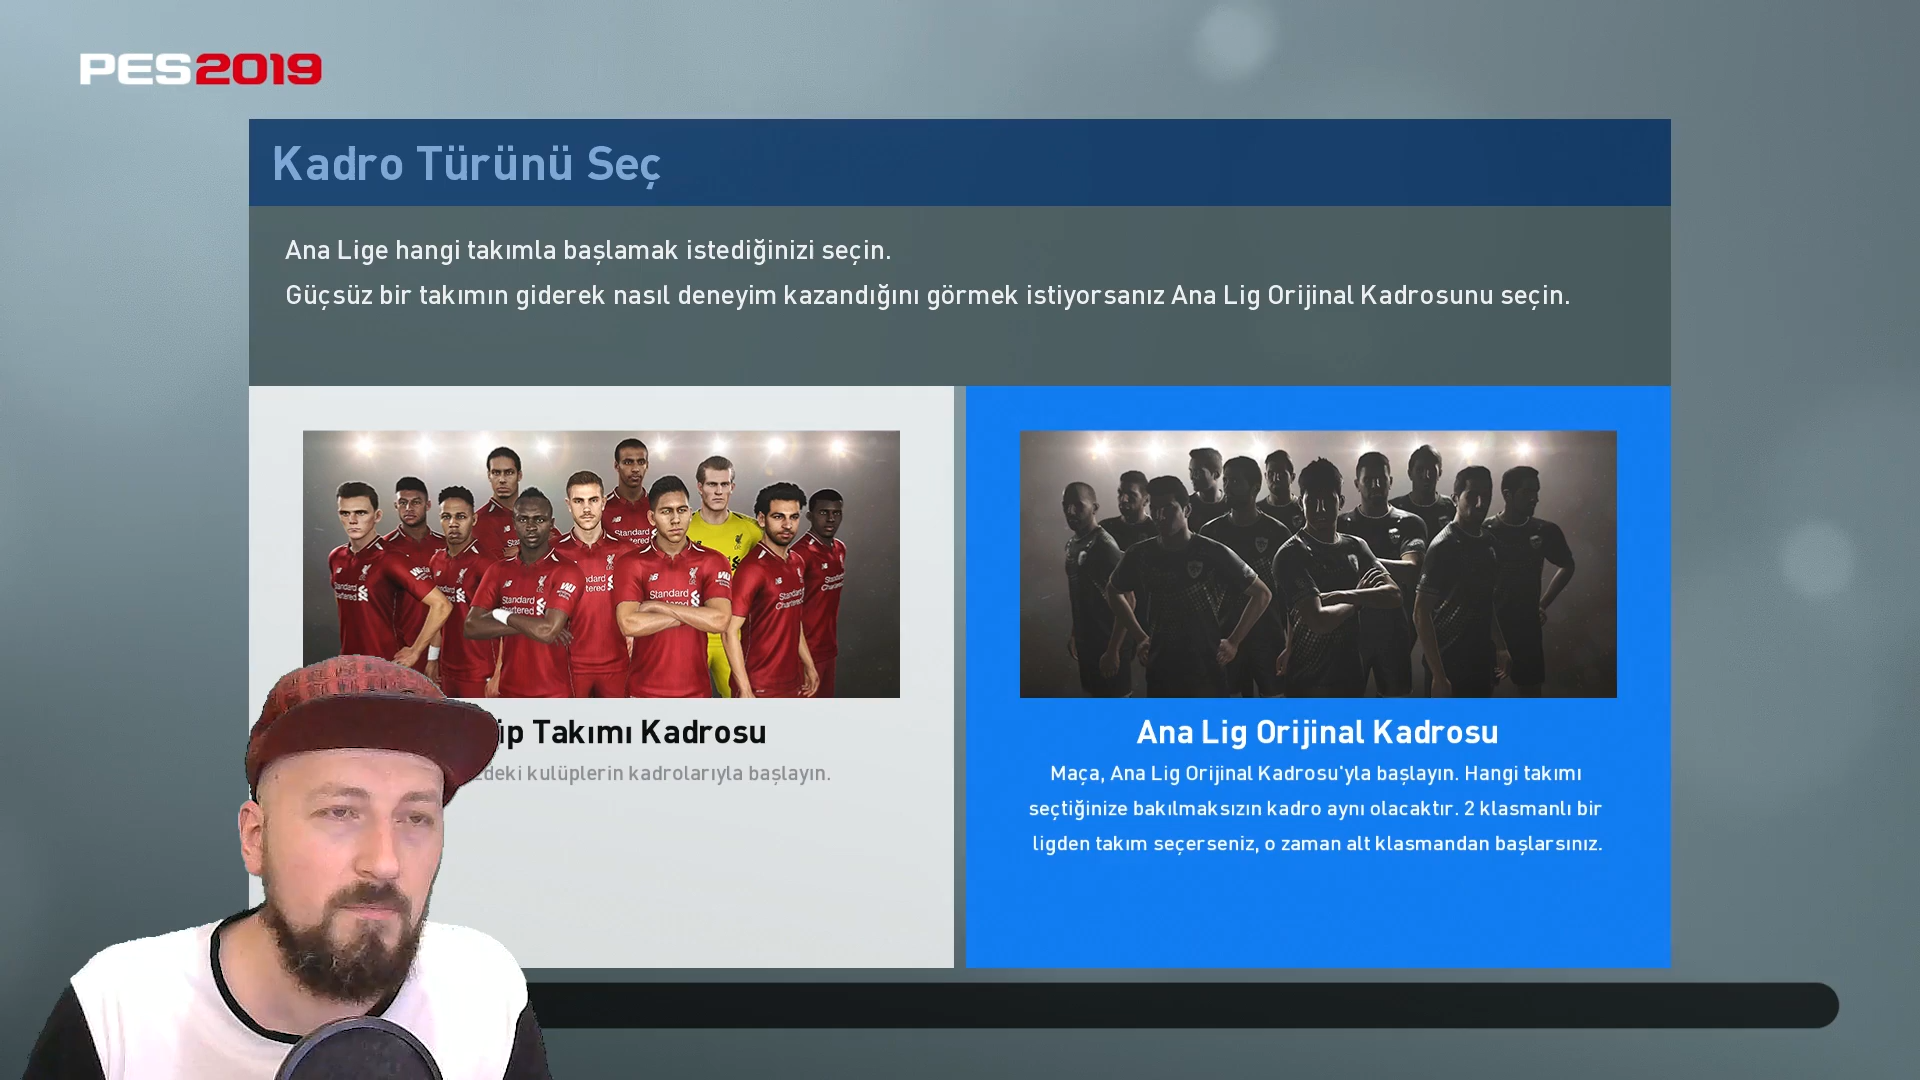 PES2019
Kadro Türünü Seç
Ana Lige hangi takımla başlamak istediğinizi seçin.
Güçsüz bir takımın giderek nasıl deneyim kazandığını görmek istiyorsanız Ana Lig Orijinal Kadrosunu seçin.
Standard
Chartered
Takımı Kadrosu
kulüplerin kadrolarıyla başlayın.
Ana Lig Orijinal Kadrosu
Maça, Ana Lig Orijinal Kadrosu'yla başlayın. Hangi takımı
seçtiğinize bakılmaksızın kadro aynı olacaktır. 2 klasmanlı bir
ligden takım seçerseniz, o zaman alt klasmandan başlarsınız.